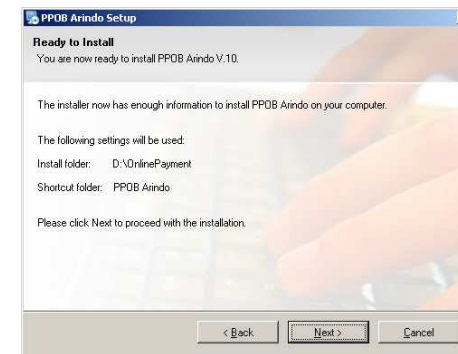 PPOB Arindo Setup
Ready to Install
You are now ready to install PPOB Arindo V.10.
The installer now has enough information to install PPOB Arindo on your computer.
The following settings will be used:
Install folder: D:\OnlinePayment
Shortcut folder: PPOB Arindo
Please click Next to proceed with the installation.
< Back Next > Cancel